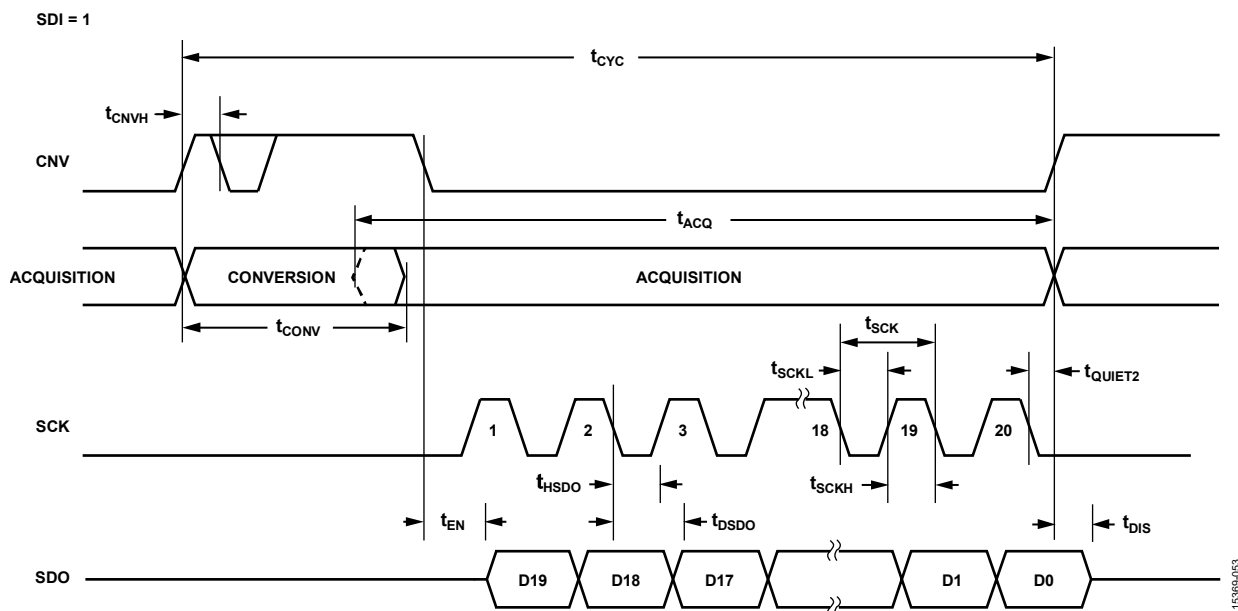 SDI = 1
tCYC
tCNVH
CNV
tACQ
ACQUISITION
CONVERSION
ACQUISITION
tCONV
tSCK
tSCKL
tQUIET2
SCK
1
2
3
18
19
20
tHSDO
tSCKH
tEN
tDSDO
tDIS
SDO
D19
D18
D17
D1
D0
15369-053